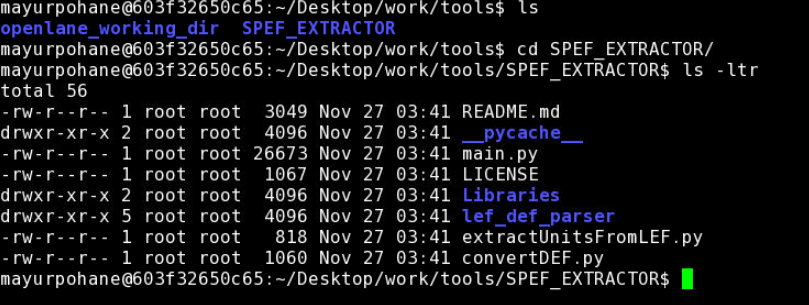 mayurpohane@603f32650c65:~/Desktop/work/tools$ ls
openlane_working_dir  SPEF_EXTRACTOR
mayurpohane@603f32650c65:~/Desktop/work/tools$ cd SPEF_EXTRACTOR/
mayurpohane@603f32650c65:~/Desktop/work/tools/SPEF_EXTRACTOR$ ls -ltr
total 56
-rw-r--r-- 1 root root  3049 Nov 27 03:41 README.md
drwxr-xr-x 2 root root  4096 Nov 27 03:41 __pycache__
-rw-r--r-- 1 root root 26673 Nov 27 03:41 main.py
-rw-r--r-- 1 root root  1067 Nov 27 03:41 LICENSE
drwxr-xr-x 2 root root  4096 Nov 27 03:41 Libraries
drwxr-xr-x 5 root root  4096 Nov 27 03:41 lef_def_parser
-rw-r--r-- 1 root root   818 Nov 27 03:41 extractUnitsFromLEF.py
-rw-r--r-- 1 root root  1060 Nov 27 03:41 convertDEF.py
mayurpohane@603f32650c65:~/Desktop/work/tools/SPEF_EXTRACTOR$